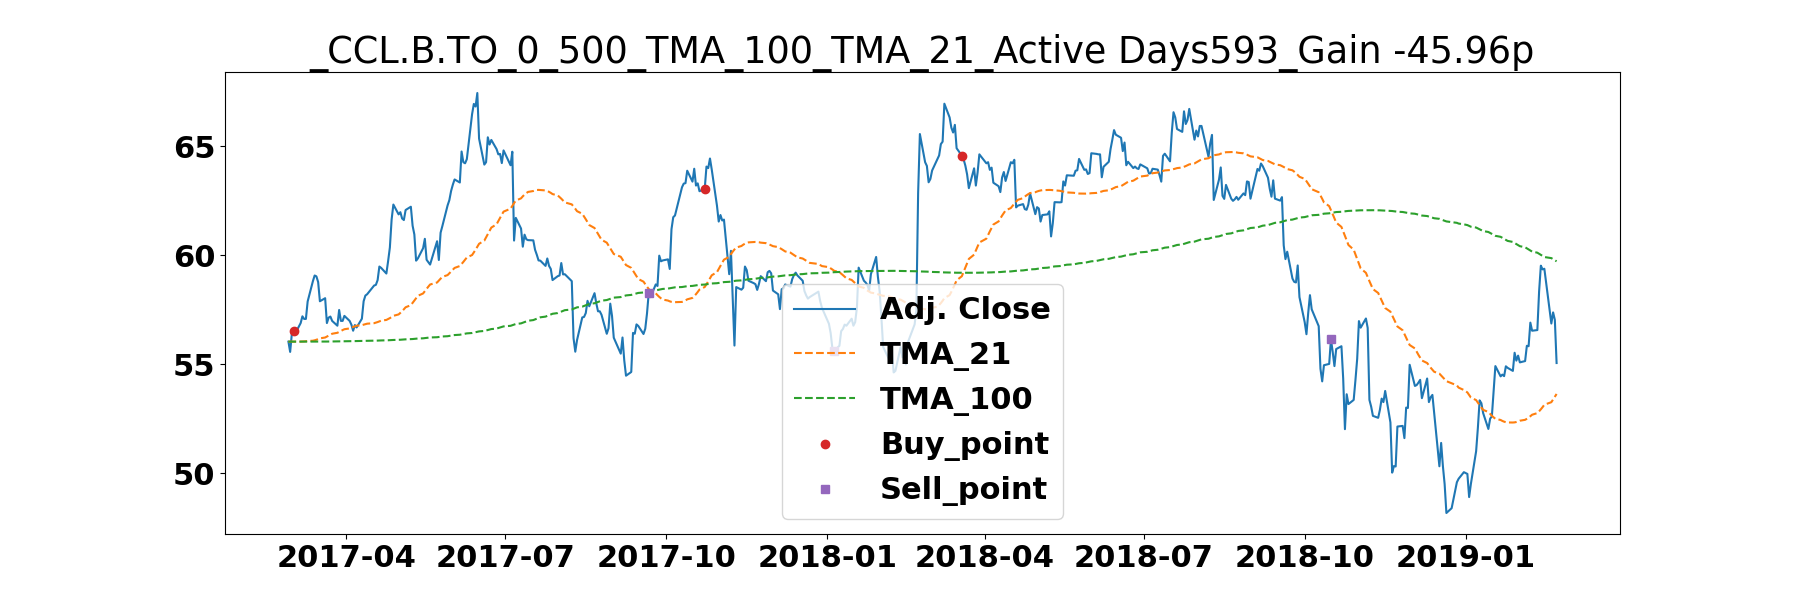 _CCL.B.TO_0_500_TMA_100_TMA_21_Active Days593_Gain -45.96p
65
60
55
50
Adj. Close
TMA_21
TMA_100
Buy_point
Sell_point
2017-04 2017-07 2017-10 2018-01 2018-04 2018-07 2018-10 2019-01